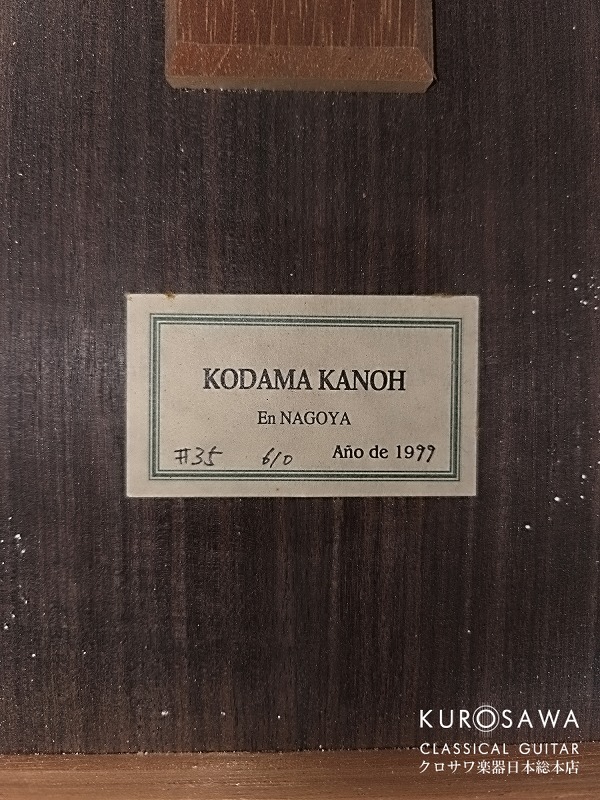 KODAMA KANOH
En NAGOYA
#35 610 Año de 1999
KUROSAWA
CLASSICAL GUITAR
クロサワ楽器日本総本店